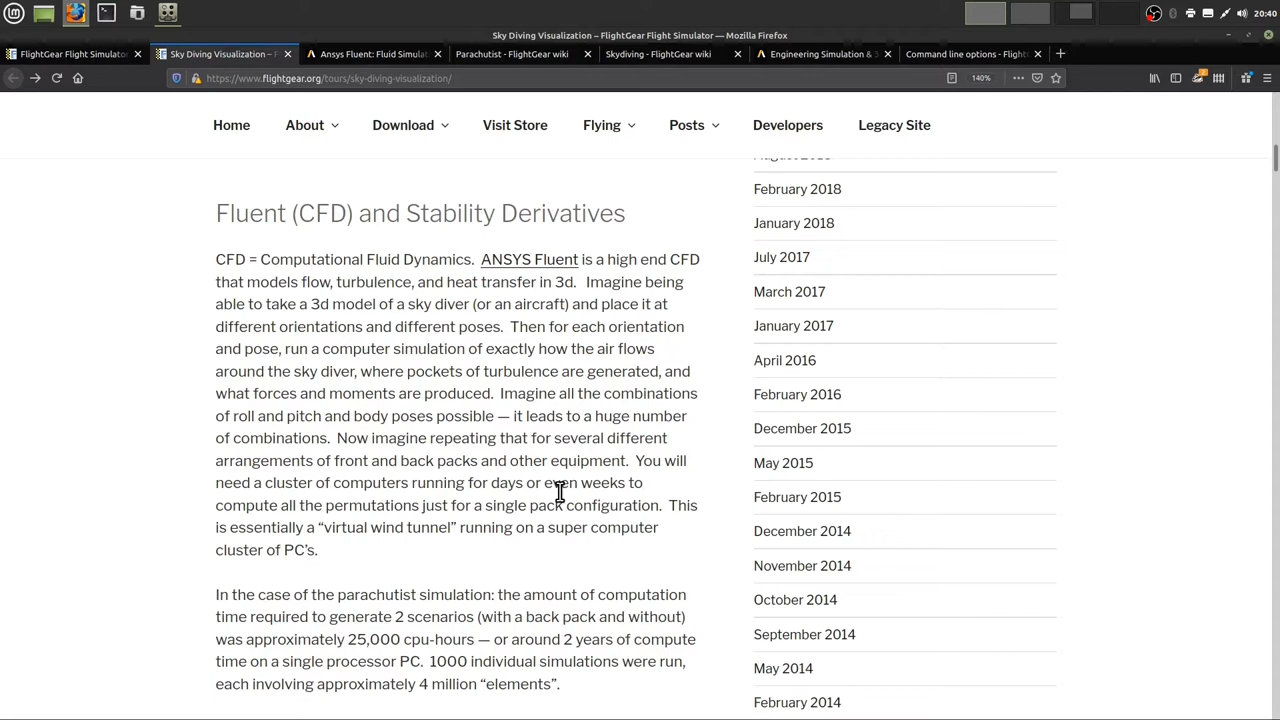 20:40
Sky Diving Visualization – FlightGear Flight Simulator — Mozilla Firefox
FlightGear Flight Simulato
Sky Diving Visualization – F
Ansys Fluent: Fluid Simulat
Parachutist - FlightGear wiki
Skydiving - FlightGear wiki
Engineering Simulation & 3
Command line options - Flight
https://www.flightgear.org/tours/sky-diving-visualization/
140%
Home About Download Visit Store Flying Posts Developers Legacy Site
Fluent (CFD) and Stability Derivatives
CFD = Computational Fluid Dynamics. ANSYS Fluent is a high end CFD
that models flow, turbulence, and heat transfer in 3d. Imagine being
able to take a 3d model of a sky diver (or an aircraft) and place it at
different orientations and different poses. Then for each orientation
and pose, run a computer simulation of exactly how the air flows
around the sky diver, where pockets of turbulence are generated, and
what forces and moments are produced. Imagine all the combinations
of roll and pitch and body poses possible — it leads to a huge number
of combinations. Now imagine repeating that for several different
arrangements of front and back packs and other equipment. You will
need a cluster of computers running for days or even weeks to
compute all the permutations just for a single pack configuration. This
is essentially a “virtual wind tunnel” running on a super computer
cluster of PC’s.
In the case of the parachutist simulation: the amount of computation
time required to generate 2 scenarios (with a back pack and without)
was approximately 25,000 cpu-hours — or around 2 years of compute
time on a single processor PC. 1000 individual simulations were run,
each involving approximately 4 million “elements”.
February 2018
January 2018
July 2017
March 2017
January 2017
April 2016
February 2016
December 2015
May 2015
February 2015
December 2014
November 2014
October 2014
September 2014
May 2014
February 2014